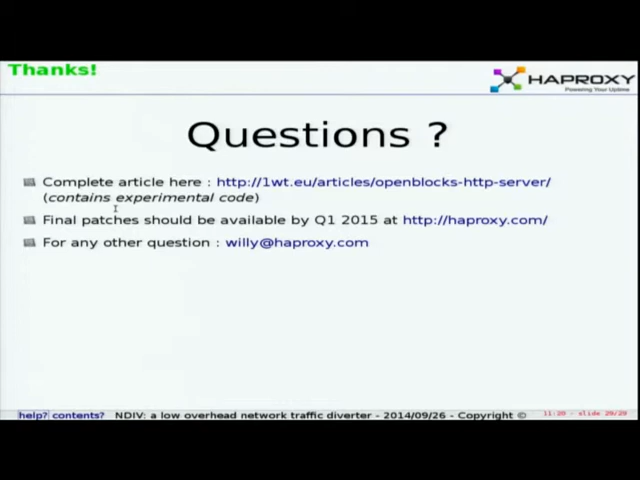 Thanks!
HAPROXY
Powering Your Uptime
Questions ?
Complete article here : http://1wt.eu/articles/openblocks-http-server/
(contains experimental code)
Final patches should be available by Q1 2015 at http://haproxy.com/
For any other question : willy@haproxy.com
help? contents? NDIV: a low overhead network traffic diverter - 2014/09/26 - Copyright © 11:20 - slide 29/29